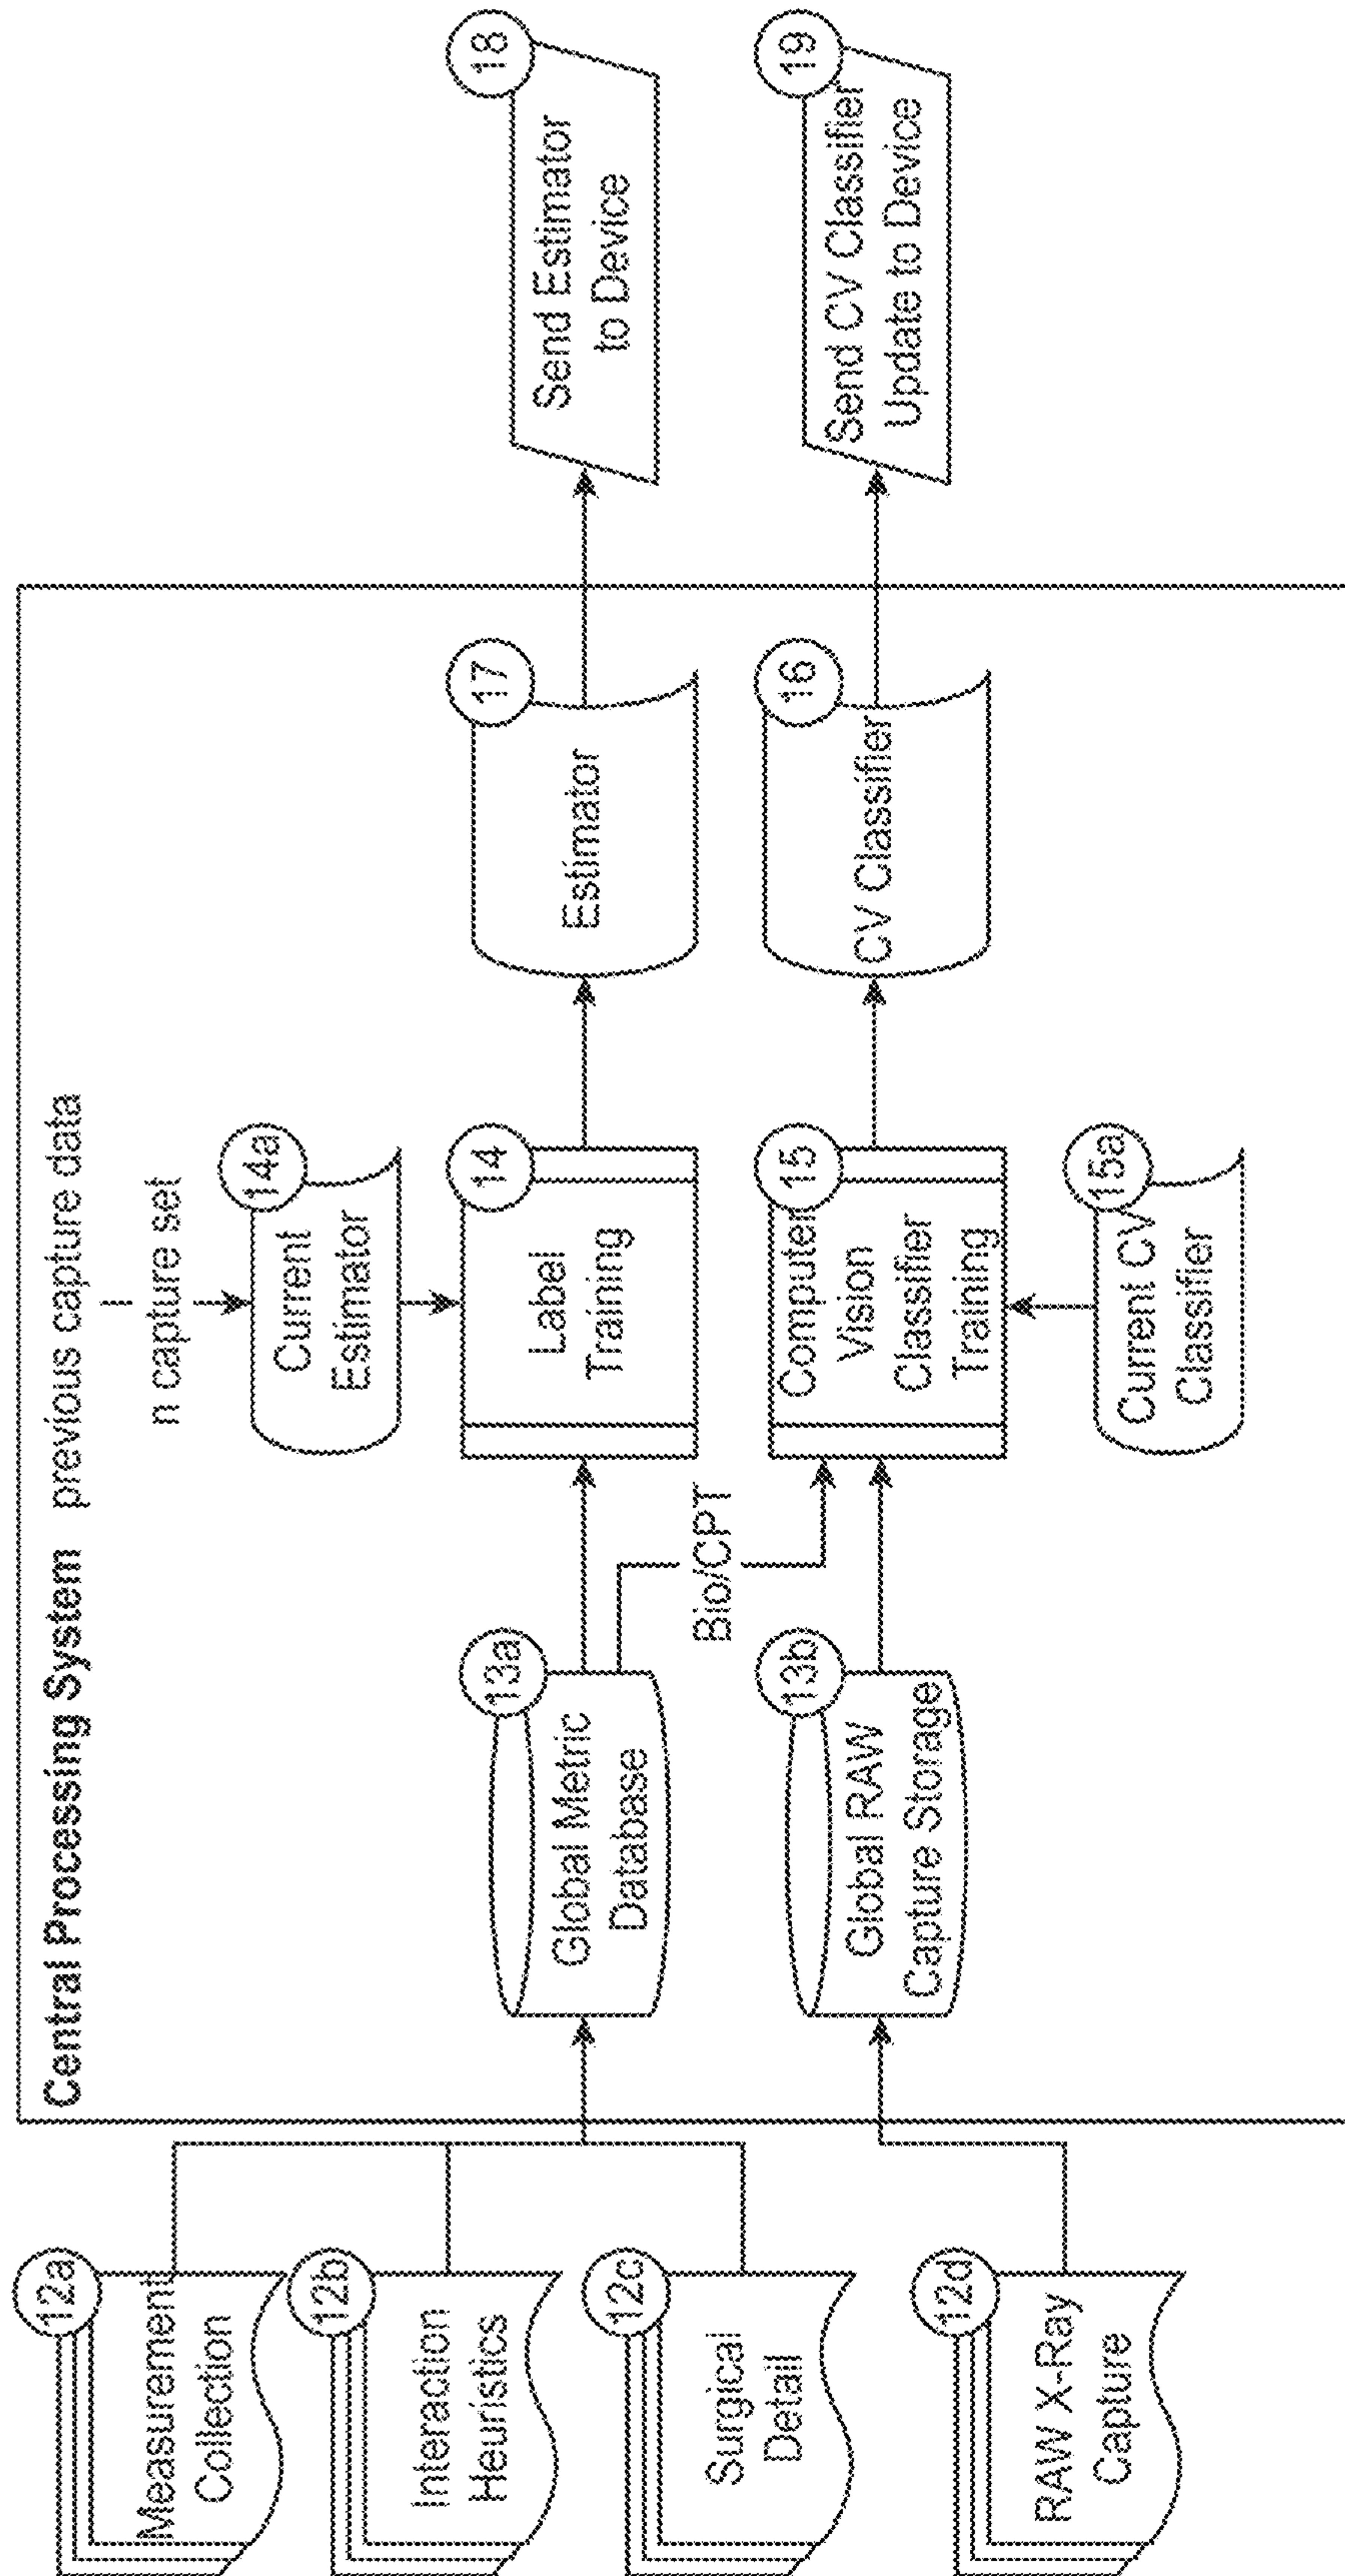 Central Processing System
previous capture data
n capture set
12a
Measurement
Collection
12b
Interaction
Heuristics
12c
Surgical
Detail
12d
RAW X-Ray
Capture
13a
Global Metric
Database
13b
Global RAW
Capture Storage
Bio/CPT
14a
Current
Estimator
14
Label
Training
15
Computer
Vision
Classifier
Training
15a
Current CV
Classifier
17
Estimator
16
CV Classifier
18
Send Estimator
to Device
19
Send CV Classifier
Update to Device